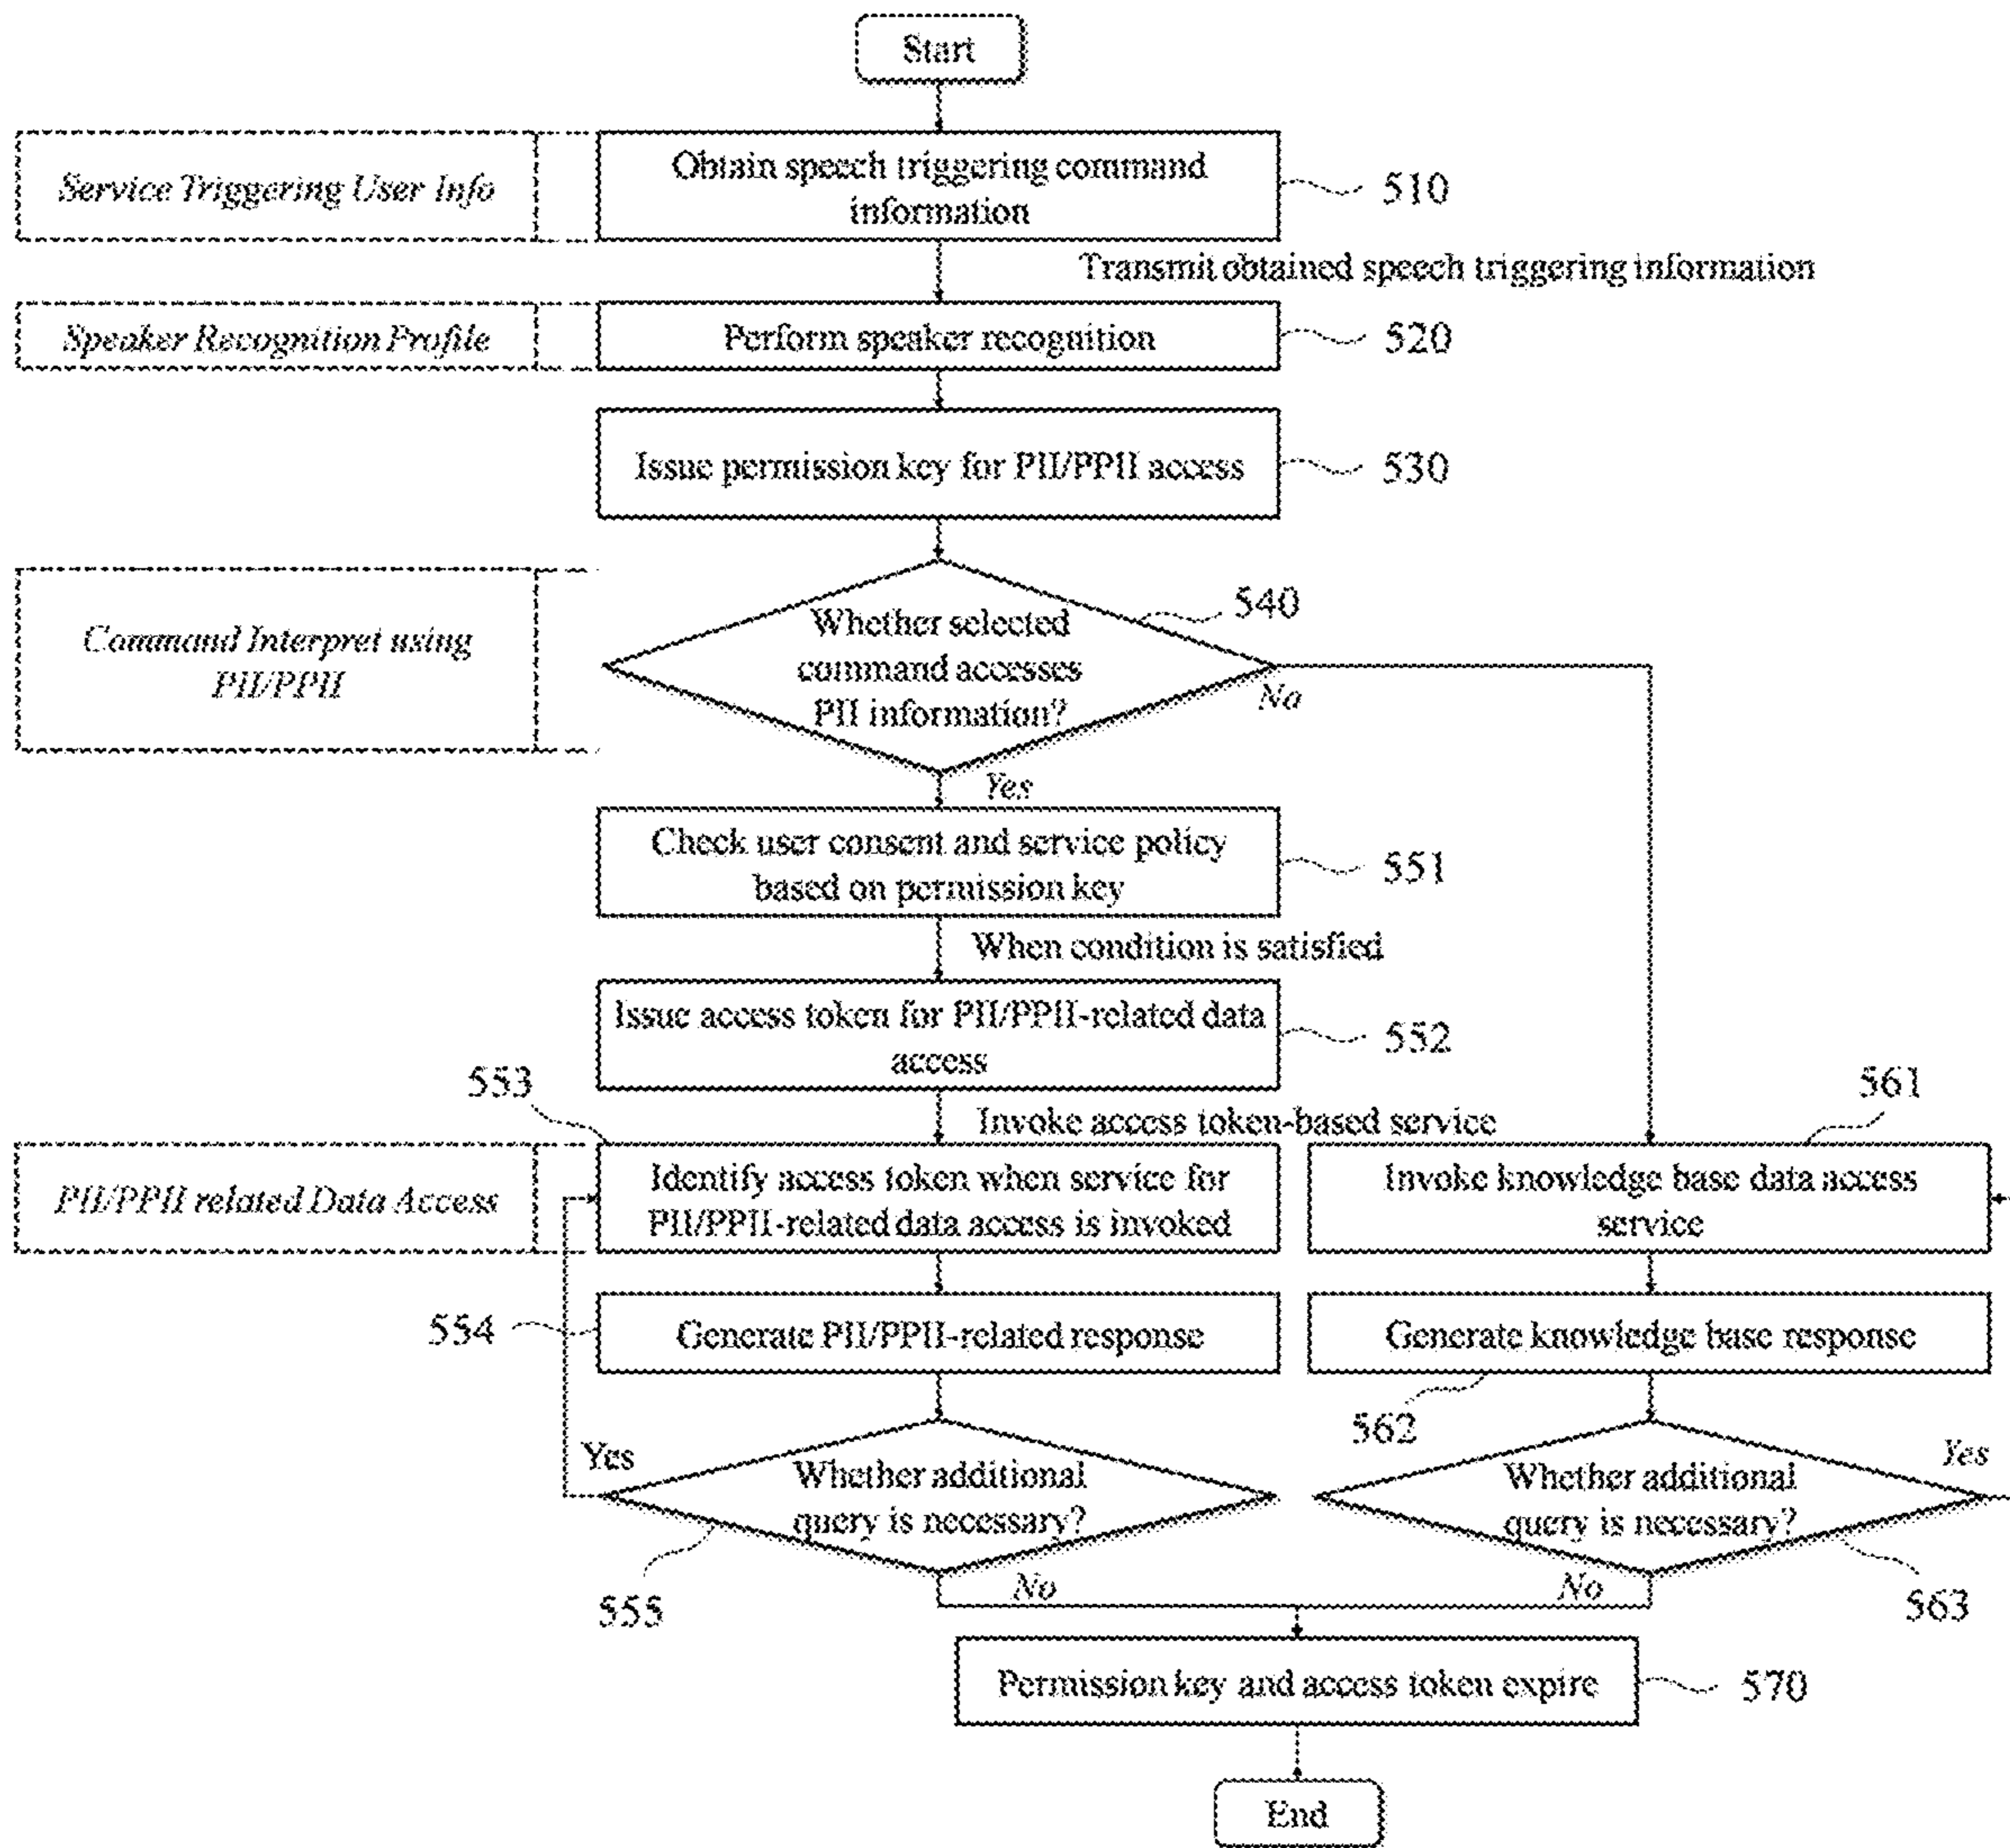 Start
Service Triggering User Info
Obtain speech triggering command
information
510
Transmit obtained speech triggering information
Speaker Recognition Profile
Perform speaker recognition
520
Issue permission key for PII/PPII access
530
540
Command Interpret using
PII/PPII
Whether selected
command accesses
PII information?
No
Yes
Check user consent and service policy
based on permission key
551
When condition is satisfied
Issue access token for PII/PPII-related data
access
552
553
561
Invoke access token-based service
PII/PPII related Data Access
Identify access token when service for
PII/PPII-related data access is invoked
Invoke knowledge base data access
service
554
Generate PII/PPII-related response
Generate knowledge base response
562
Yes
Whether additional
query is necessary?
Yes
Whether additional
query is necessary?
555
No
No
563
Permission key and access token expire
570
End